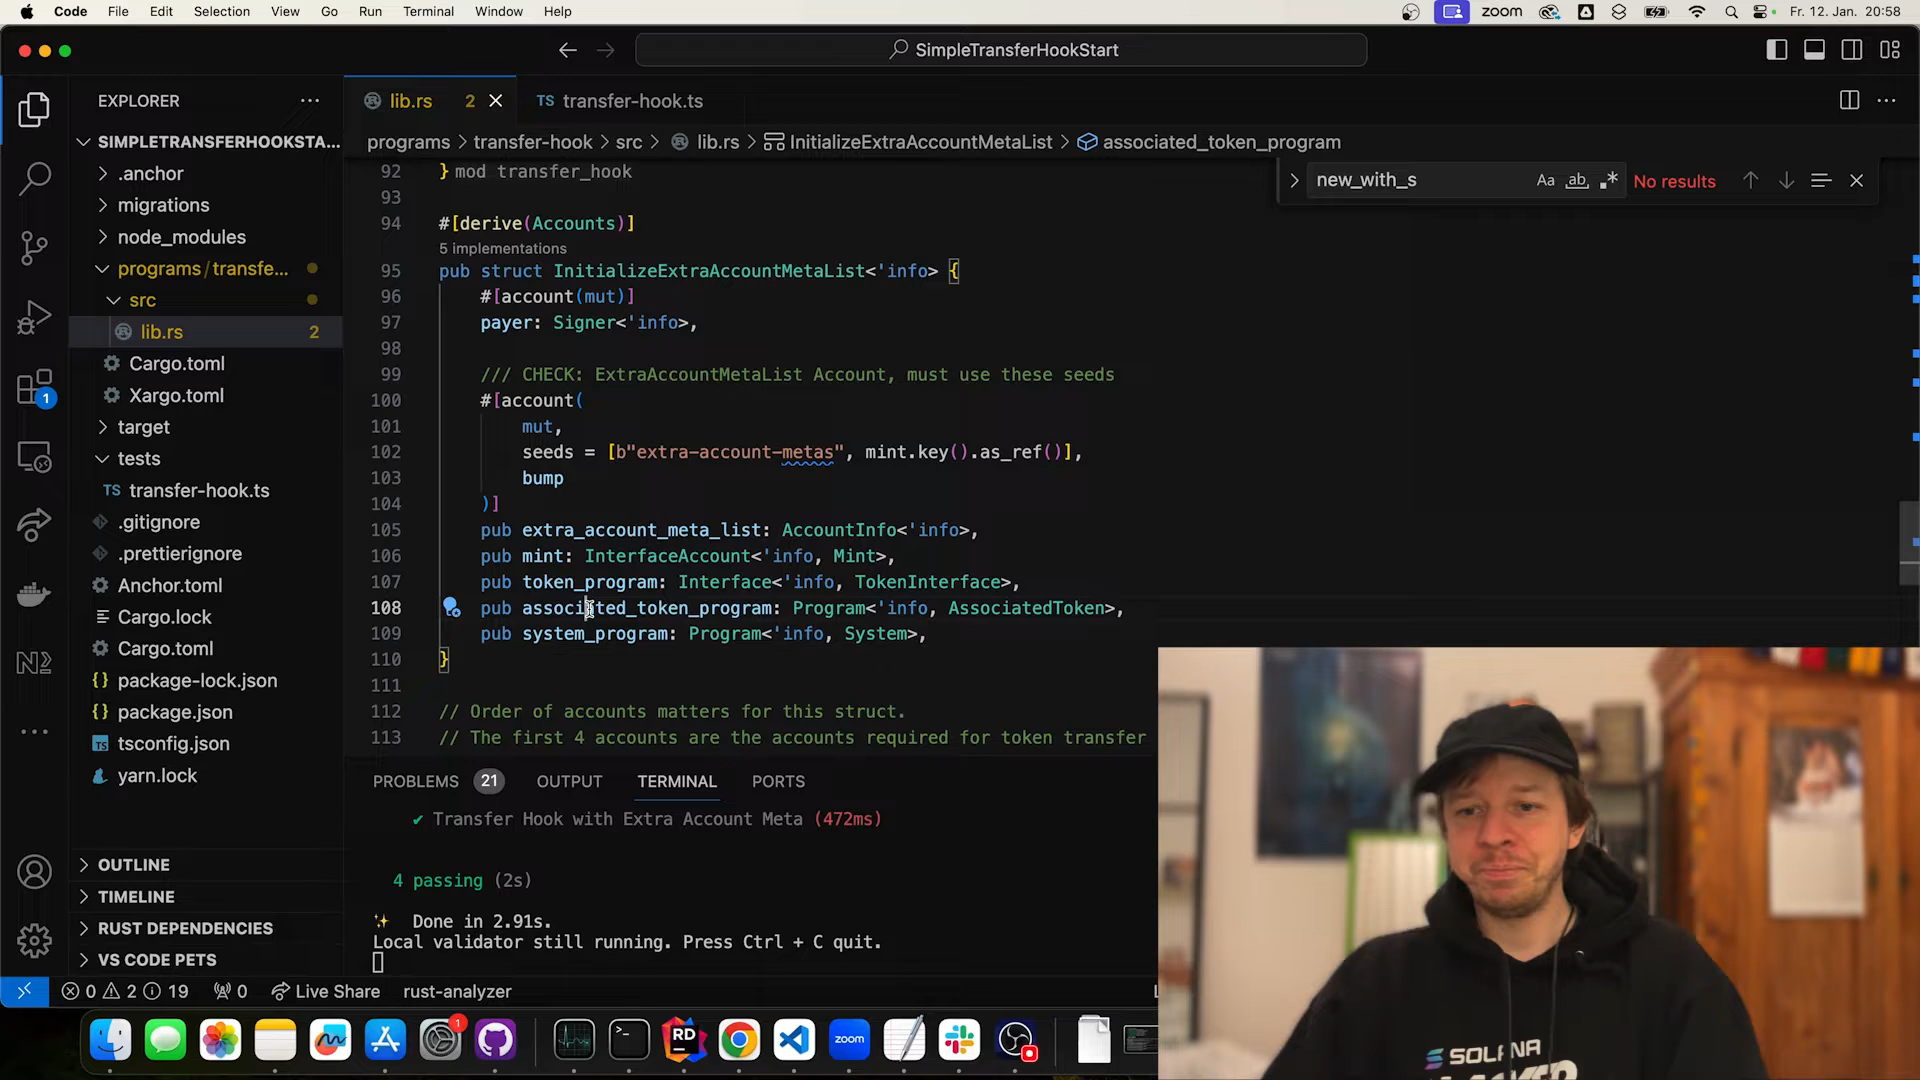 Code File Edit Selection View Go Run Terminal Window Help
zoom Fr. 12. Jan. 20:58
SimpleTransferHookStart
EXPLORER
lib.rs 2
TS transfer-hook.ts
SIMPLETRANSFERHOOKSTA...
.anchor
migrations
node_modules
programs/transfe...
src
lib.rs 2
Cargo.toml
Xargo.toml
target
tests
TS transfer-hook.ts
.gitignore
.prettierignore
Anchor.toml
Cargo.lock
Cargo.toml
package-lock.json
package.json
tsconfig.json
yarn.lock
OUTLINE
TIMELINE
RUST DEPENDENCIES
VS CODE PETS
1
programs > transfer-hook > src > lib.rs > InitializeExtraAccountMetaList > associated_token_program
new_with_s Aa ab .* No results
92 } mod transfer_hook
93
94 #[derive(Accounts)]
5 implementations
95 pub struct InitializeExtraAccountMetaList<'info> {
96 #[account(mut)]
97 payer: Signer<'info>,
98
99 /// CHECK: ExtraAccountMetaList Account, must use these seeds
100 #[account(
101 mut,
102 seeds = [b"extra-account-metas", mint.key().as_ref()],
103 bump
104 )]
105 pub extra_account_meta_list: AccountInfo<'info>,
106 pub mint: InterfaceAccount<'info, Mint>,
107 pub token_program: Interface<'info, TokenInterface>,
108 pub associated_token_program: Program<'info, AssociatedToken>,
109 pub system_program: Program<'info, System>,
110 }
111
112 // Order of accounts matters for this struct.
113 // The first 4 accounts are the accounts required for token transfer
PROBLEMS 21 OUTPUT TERMINAL PORTS
✔ Transfer Hook with Extra Account Meta (472ms)
4 passing (2s)
✨ Done in 2.91s.
Local validator still running. Press Ctrl + C quit.
0 2 19 0 Live Share rust-analyzer
1
RD
zoom
SOLANA